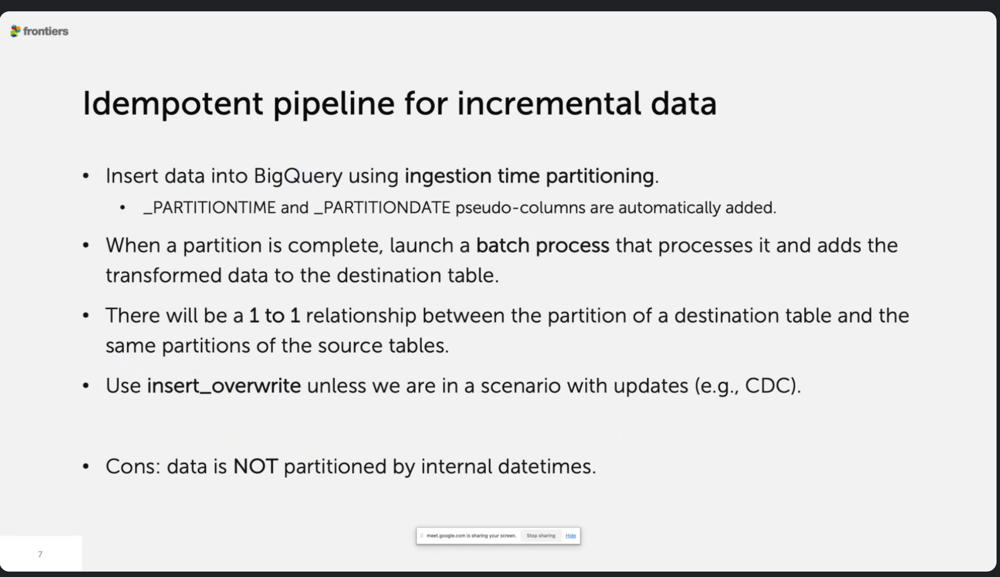 frontiers
Idempotent pipeline for incremental data
• Insert data into BigQuery using ingestion time partitioning.
• _PARTITIONTIME and _PARTITIONDATE pseudo-columns are automatically added.
• When a partition is complete, launch a batch process that processes it and adds the
transformed data to the destination table.
• There will be a 1 to 1 relationship between the partition of a destination table and the
same partitions of the source tables.
• Use insert_overwrite unless we are in a scenario with updates (e.g., CDC).
• Cons: data is NOT partitioned by internal datetimes.
meet.google.com is sharing your screen. Stop sharing Hide
7